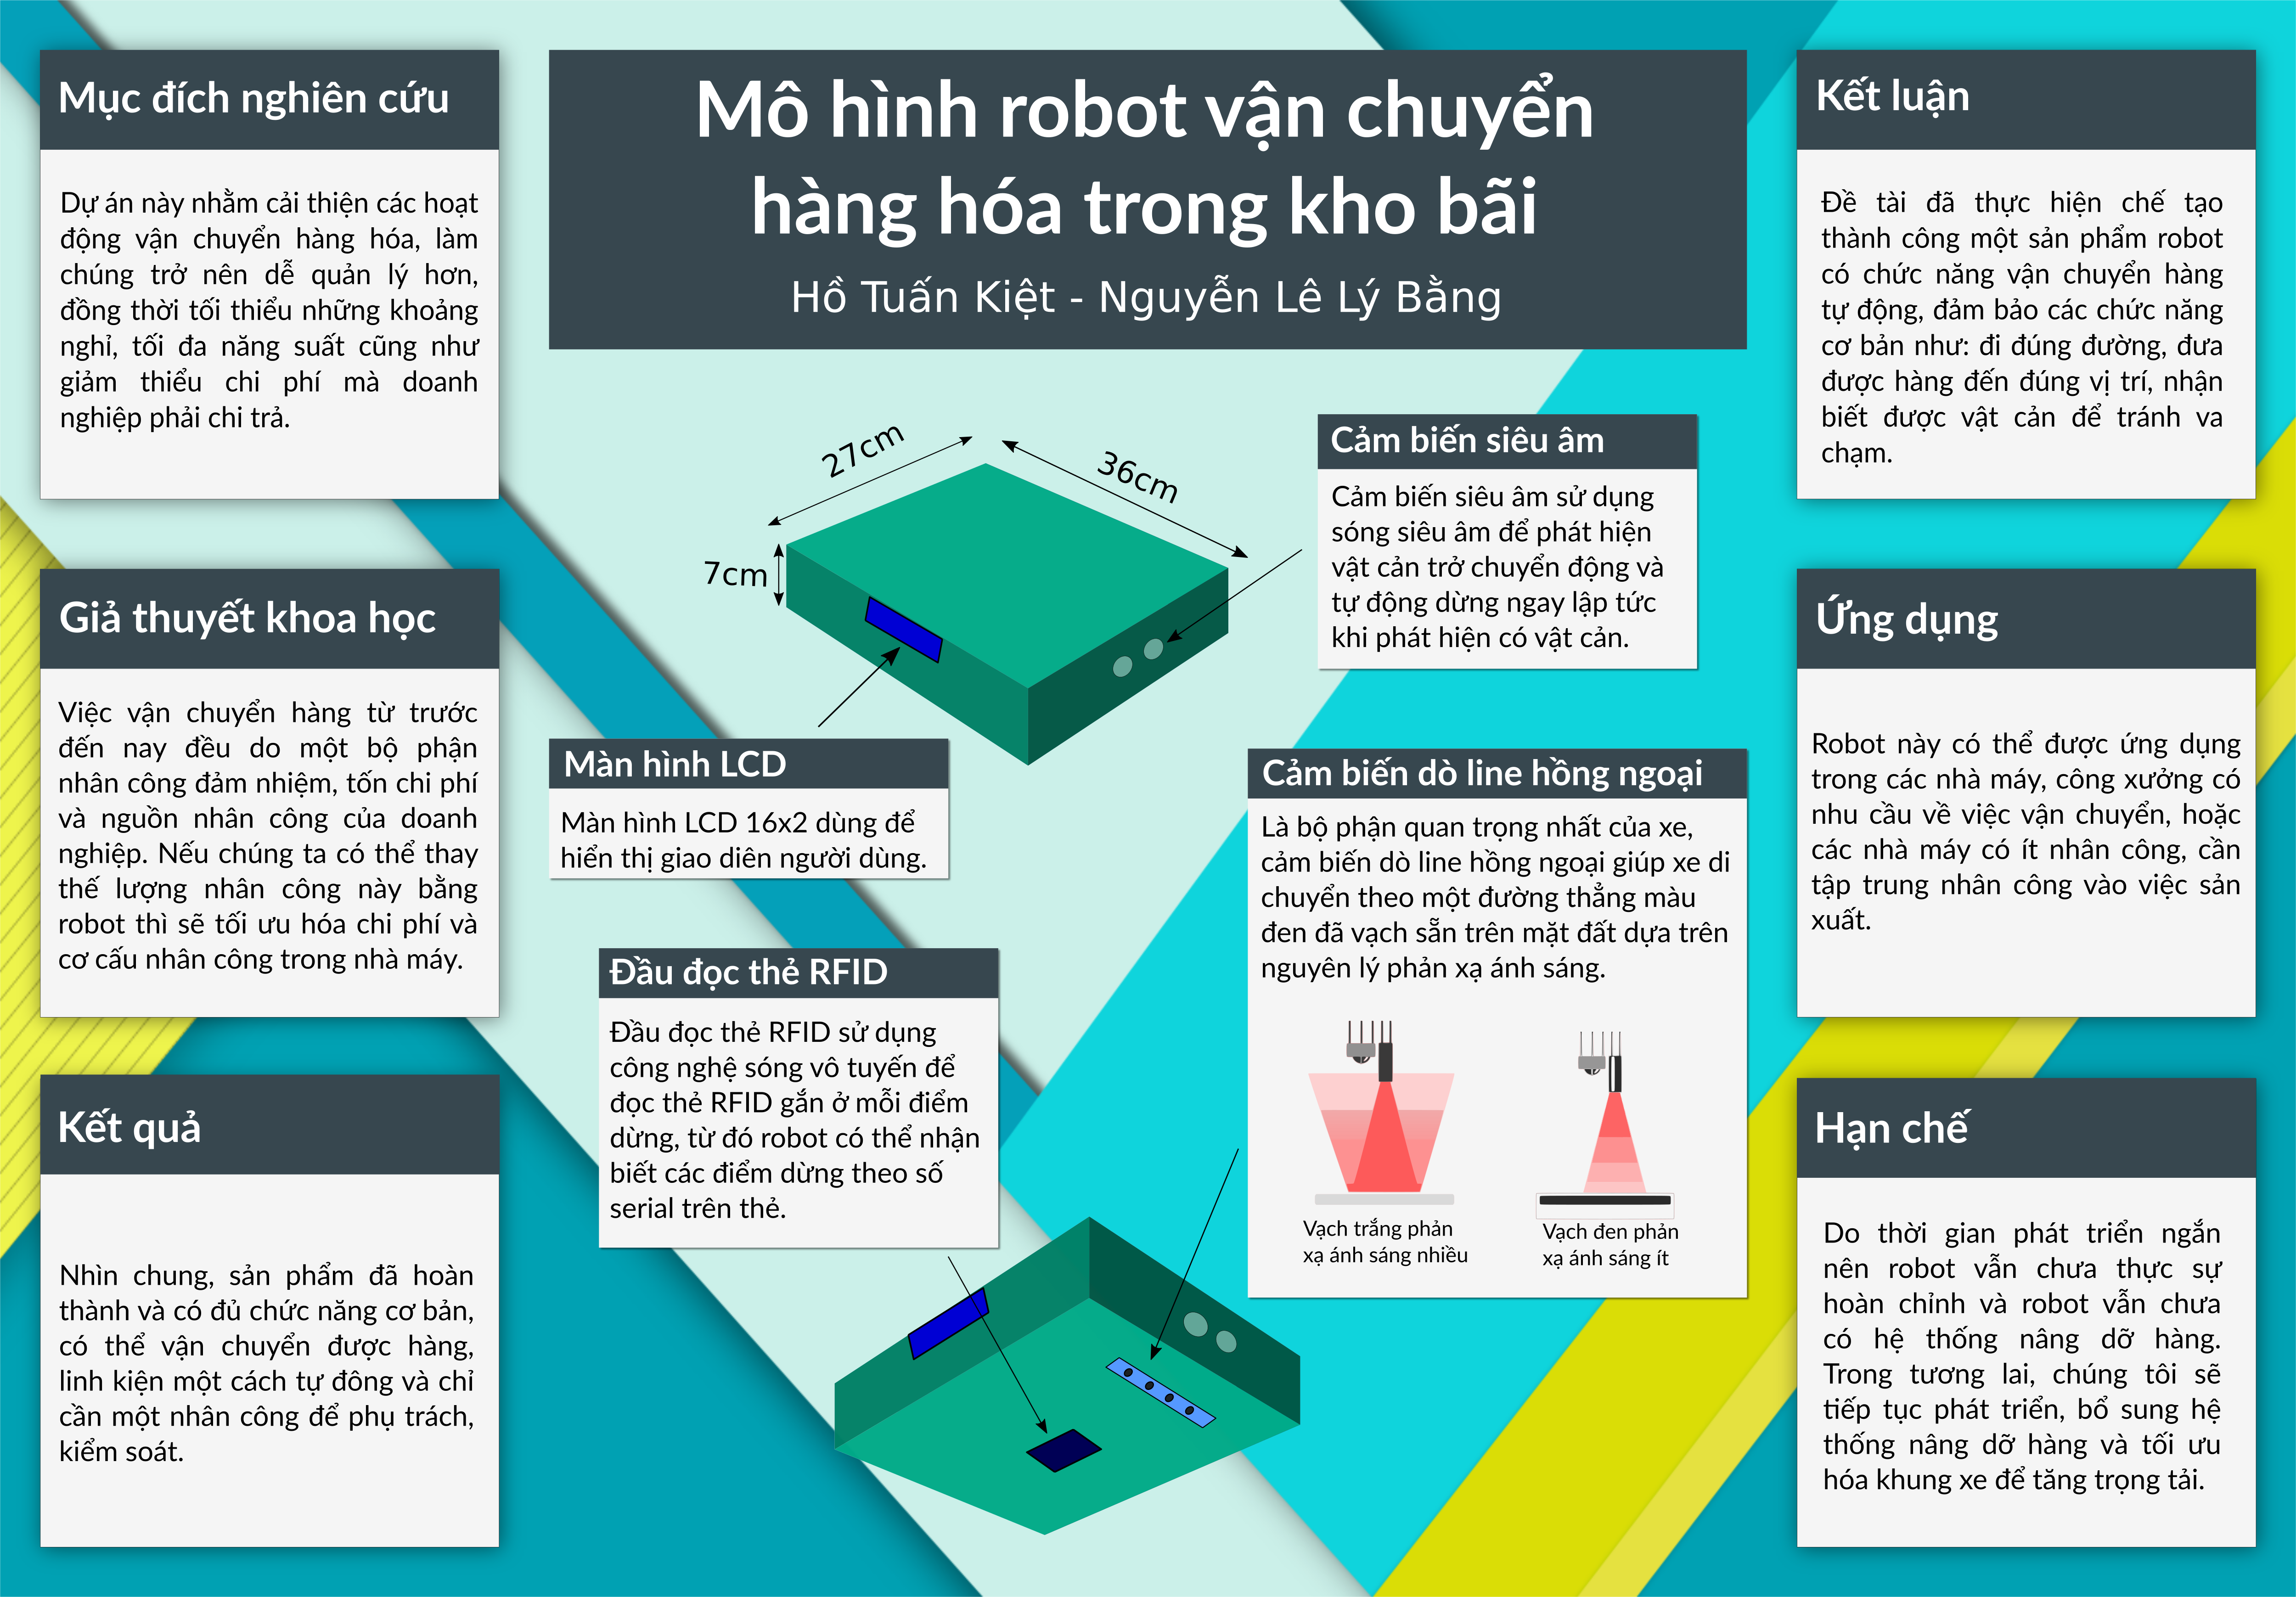 Mục đích nghiên cứu
Dự án này nhằm cải thiện các hoạt
động vận chuyển hàng hóa, làm
chúng trở nên dễ quản lý hơn,
đồng thời tối thiểu những khoảng
nghỉ, tối đa năng suất cũng như
giảm thiểu chi phí mà doanh
nghiệp phải chi trả.
Giả thuyết khoa học
Việc vận chuyển hàng từ trước
đến nay đều do một bộ phận
nhân công đảm nhiệm, tốn chi phí
và nguồn nhân công của doanh
nghiệp. Nếu chúng ta có thể thay
thế lượng nhân công này bằng
robot thì sẽ tối ưu hóa chi phí và
cơ cấu nhân công trong nhà máy.
Kết quả
Nhìn chung, sản phẩm đã hoàn
thành và có đủ chức năng cơ bản,
có thể vận chuyển được hàng,
linh kiện một cách tự đông và chỉ
cần một nhân công để phụ trách,
kiểm soát.
Mô hình robot vận chuyển
hàng hóa trong kho bãi
Hồ Tuấn Kiệt - Nguyễn Lê Lý Bằng
27cm
36cm
7cm
Cảm biến siêu âm
Cảm biến siêu âm sử dụng
sóng siêu âm để phát hiện
vật cản trở chuyển động và
tự động dừng ngay lập tức
khi phát hiện có vật cản.
Màn hình LCD
Màn hình LCD 16x2 dùng để
hiển thị giao diên người dùng.
Đầu đọc thẻ RFID
Đầu đọc thẻ RFID sử dụng
công nghệ sóng vô tuyến để
đọc thẻ RFID gắn ở mỗi điểm
dừng, từ đó robot có thể nhận
biết các điểm dừng theo số
serial trên thẻ.
Cảm biến dò line hồng ngoại
Là bộ phận quan trọng nhất của xe,
cảm biến dò line hồng ngoại giúp xe di
chuyển theo một đường thẳng màu
đen đã vạch sẵn trên mặt đất dựa trên
nguyên lý phản xạ ánh sáng.
Vạch trắng phản
xạ ánh sáng nhiều
Vạch đen phản
xạ ánh sáng ít
Kết luận
Đề tài đã thực hiện chế tạo
thành công một sản phẩm robot
có chức năng vận chuyển hàng
tự động, đảm bảo các chức năng
cơ bản như: đi đúng đường, đưa
được hàng đến đúng vị trí, nhận
biết được vật cản để tránh va
chạm.
Ứng dụng
Robot này có thể được ứng dụng
trong các nhà máy, công xưởng có
nhu cầu về việc vận chuyển, hoặc
các nhà máy có ít nhân công, cần
tập trung nhân công vào việc sản
xuất.
Hạn chế
Do thời gian phát triển ngắn
nên robot vẫn chưa thực sự
hoàn chỉnh và robot vẫn chưa
có hệ thống nâng dỡ hàng.
Trong tương lai, chúng tôi sẽ
tiếp tục phát triển, bổ sung hệ
thống nâng dỡ hàng và tối ưu
hóa khung xe để tăng trọng tải.